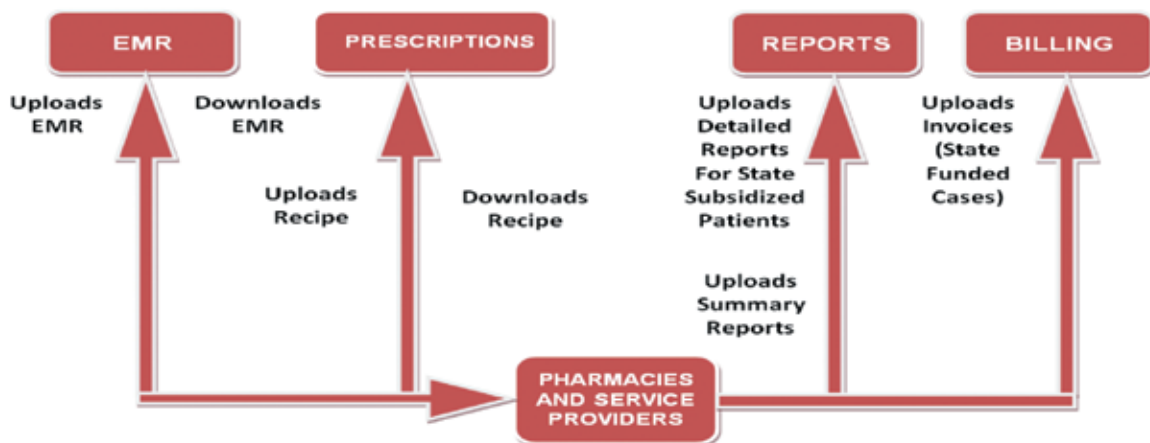 EMR
PRESCRIPTIONS
REPORTS
BILLING
Uploads
EMR
Downloads
EMR
Uploads
Recipe
Downloads
Recipe
Uploads
Detailed
Reports
For State
Subsidized
Patients
Uploads
Summary
Reports
Uploads
Invoices
(State
Funded
Cases)
PHARMACIES
AND SERVICE
PROVIDERS